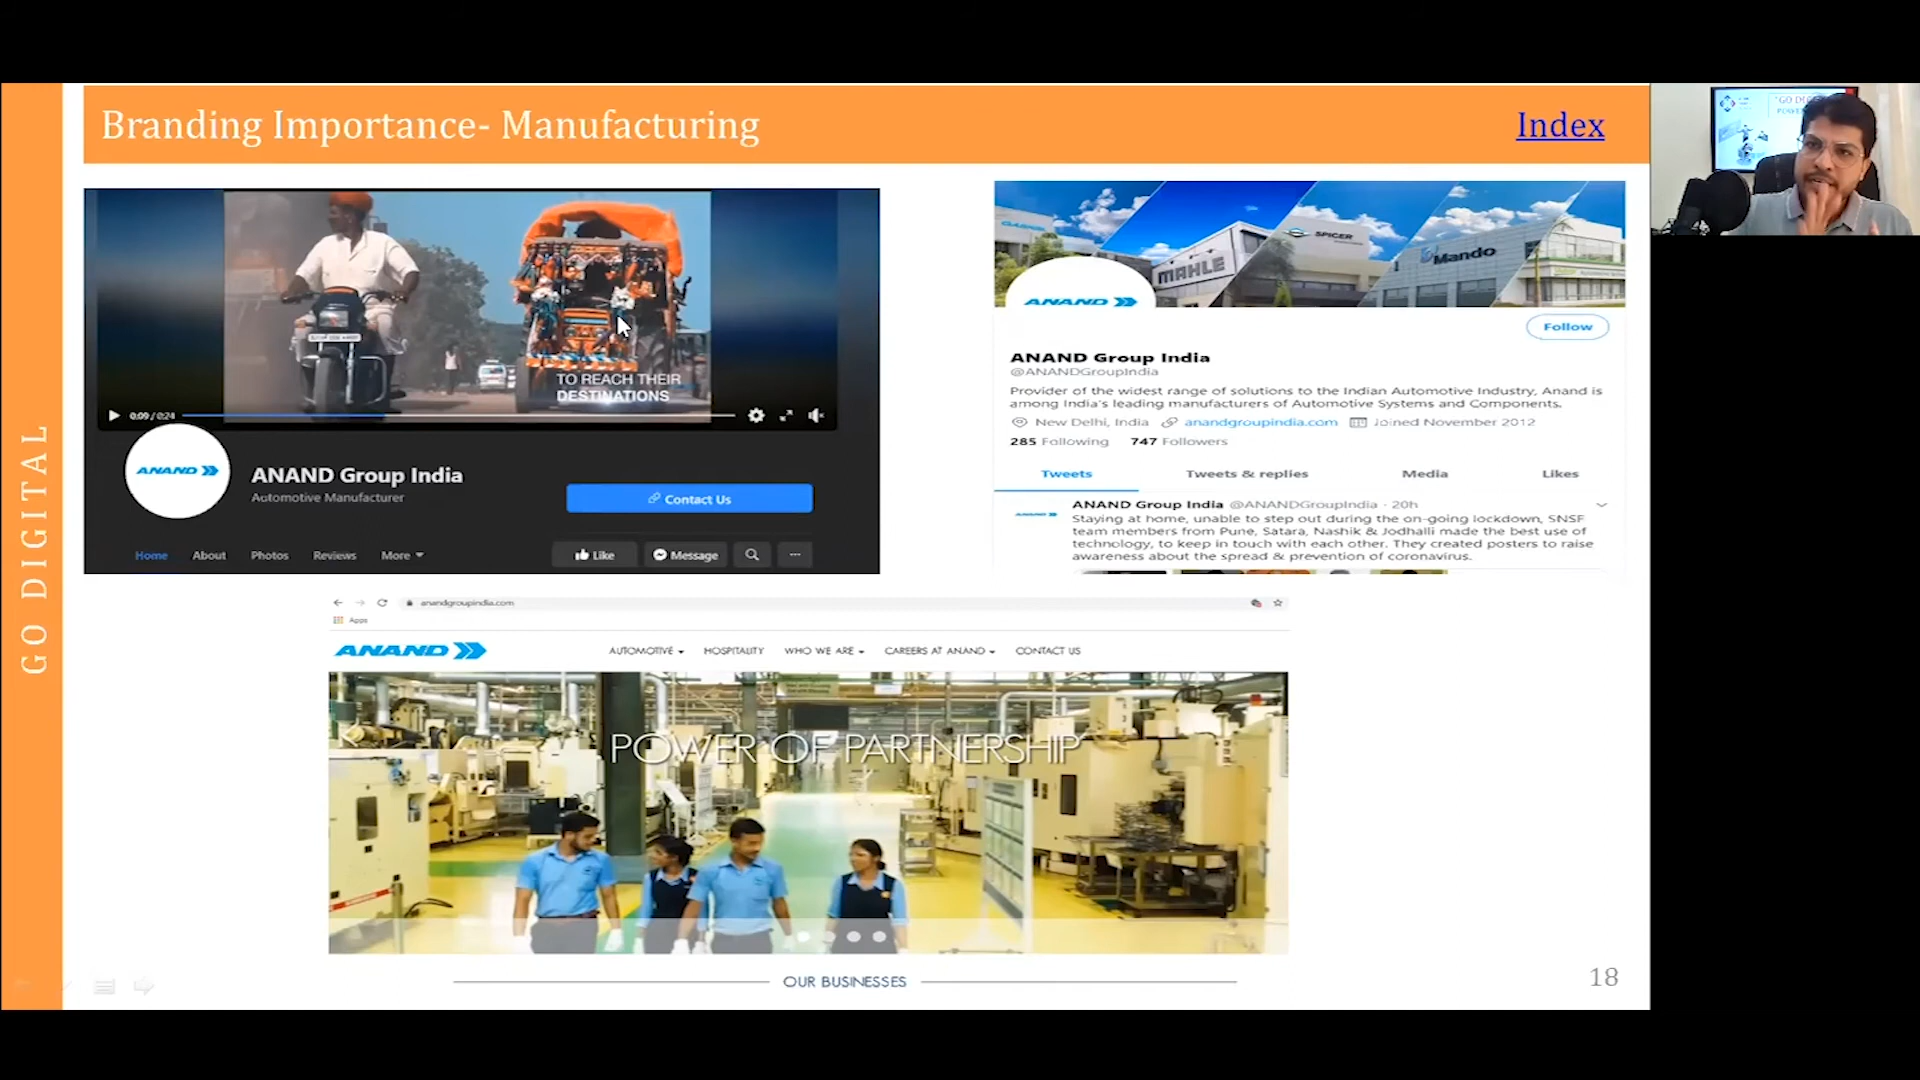 Branding Importance- Manufacturing
Index
GO DIGITAL
TO REACH THEIR
DESTINATIONS
0:09 / 0:24
ANAND
ANAND Group India
Automotive Manufacturer
Contact Us
Home About Photos Reviews More
Like Message
MAHLE
SPICER
Mando
ANAND
Follow
ANAND Group India
@ANANDGroupIndia
Provider of the widest range of solutions to the Indian Automotive Industry, Anand is
among India's leading manufacturers of Automotive Systems and Components.
New Delhi, India anandgroupindia.com Joined November 2012
285 Following 747 Followers
Tweets Tweets & replies Media Likes
ANAND Group India @ANANDGroupIndia · 20h
Staying at home, unable to step out during the on-going lockdown, SNSF
team members from Pune, Satara, Nashik & Jodhalli made the best use of
technology, to keep in touch with each other. They created posters to raise
awareness about the spread & prevention of coronavirus.
anandgroupindia.com
Apps
ANAND
AUTOMOTIVE HOSPITALITY WHO WE ARE CAREERS AT ANAND CONTACT US
POWER OF PARTNERSHIP
OUR BUSINESSES
18